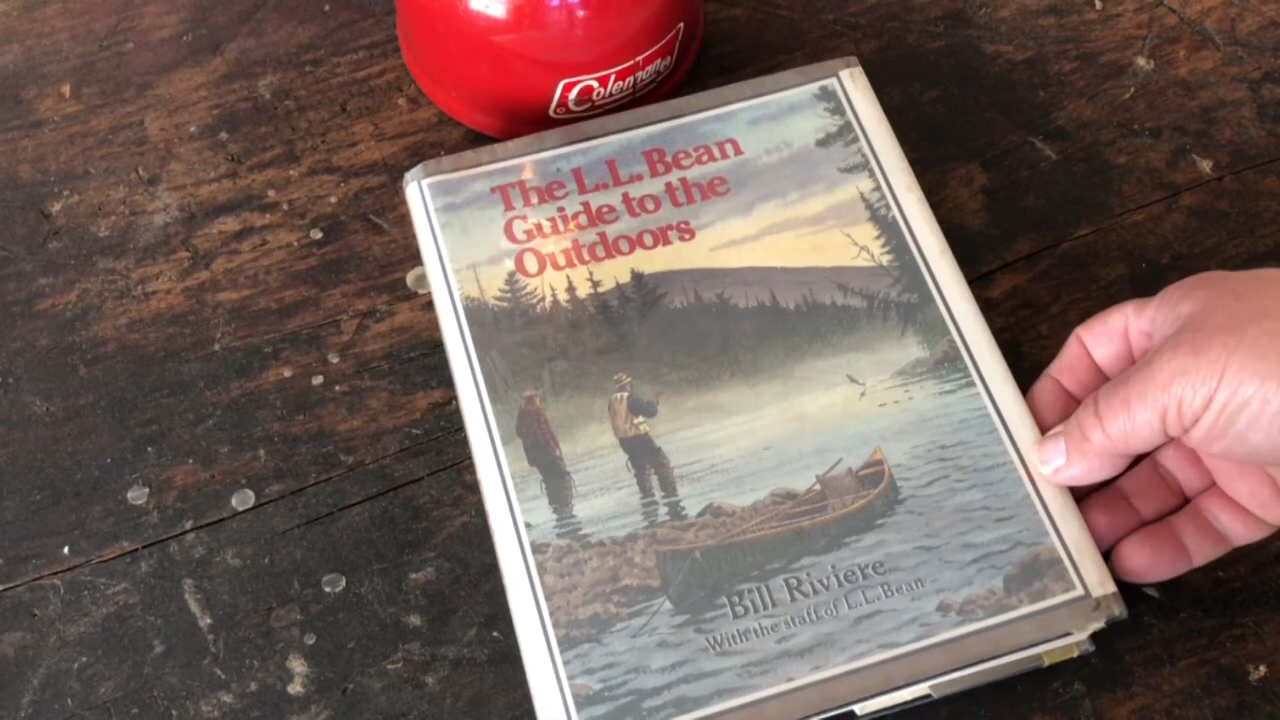 Coleman
The L.L.Bean
Guide to the
Outdoors
Bill Riviere
With the staff of L.L.Bean